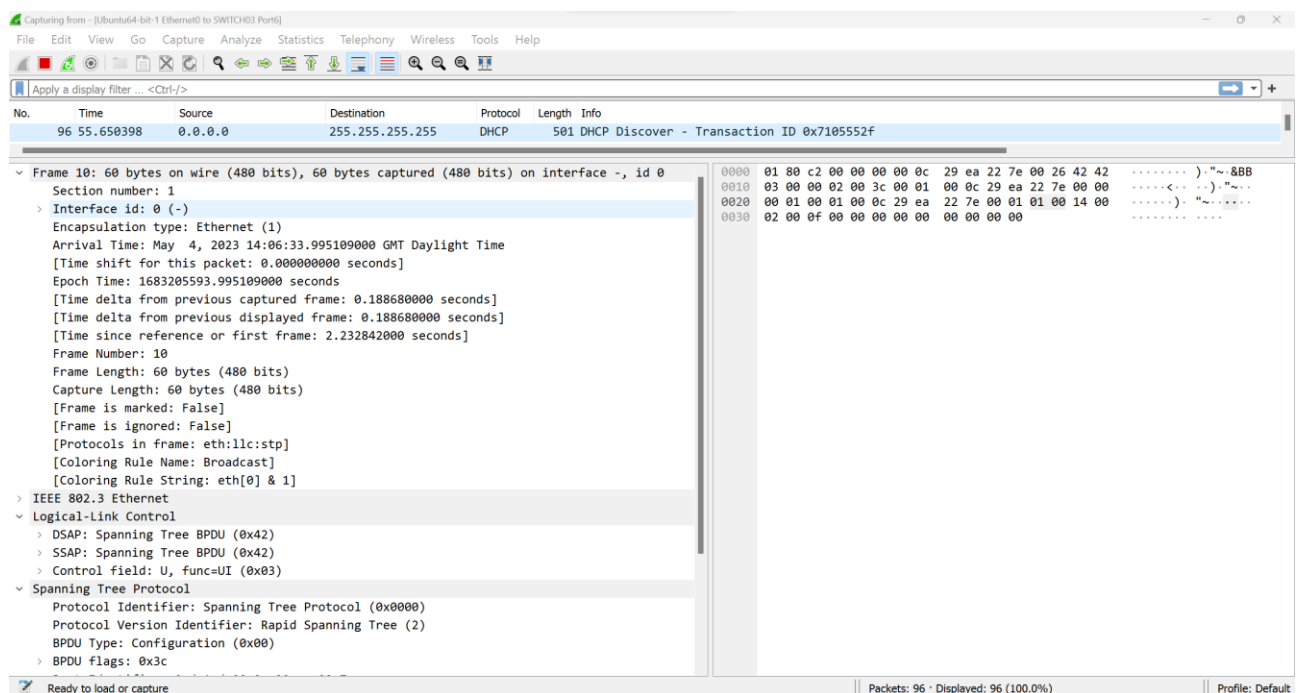 Capturing from - [Ubuntu64-bit-1 Ethernet0 to SWITCH03 Port6]
File Edit View Go Capture Analyze Statistics Telephony Wireless Tools Help
Apply a display filter ... <Ctrl-/>
No. Time Source Destination Protocol Length Info
96 55.650398 0.0.0.0 255.255.255.255 DHCP 501 DHCP Discover - Transaction ID 0x7105552f
Frame 10: 60 bytes on wire (480 bits), 60 bytes captured (480 bits) on interface -, id 0
Section number: 1
Interface id: 0 (-)
Encapsulation type: Ethernet (1)
Arrival Time: May 4, 2023 14:06:33.995109000 GMT Daylight Time
[Time shift for this packet: 0.000000000 seconds]
Epoch Time: 1683205593.995109000 seconds
[Time delta from previous captured frame: 0.188680000 seconds]
[Time delta from previous displayed frame: 0.188680000 seconds]
[Time since reference or first frame: 2.232842000 seconds]
Frame Number: 10
Frame Length: 60 bytes (480 bits)
Capture Length: 60 bytes (480 bits)
[Frame is marked: False]
[Frame is ignored: False]
[Protocols in frame: eth:llc:stp]
[Coloring Rule Name: Broadcast]
[Coloring Rule String: eth[0] & 1]
IEEE 802.3 Ethernet
Logical-Link Control
DSAP: Spanning Tree BPDU (0x42)
SSAP: Spanning Tree BPDU (0x42)
Control field: U, func=UI (0x03)
Spanning Tree Protocol
Protocol Identifier: Spanning Tree Protocol (0x0000)
Protocol Version Identifier: Rapid Spanning Tree (2)
BPDU Type: Configuration (0x00)
BPDU flags: 0x3c
0000 01 80 c2 00 00 00 00 0c 29 ea 22 7e 00 26 42 42 ········ )·"~·&BB
0010 03 00 00 02 00 3c 00 01 00 0c 29 ea 22 7e 00 00 ·····<·· ··)·"~··
0020 00 01 00 01 00 0c 29 ea 22 7e 00 01 01 00 14 00 ······)· "~······
0030 02 00 0f 00 00 00 00 00 00 00 00 00 ········ ····
Ready to load or capture
Packets: 96 · Displayed: 96 (100.0%)
Profile: Default